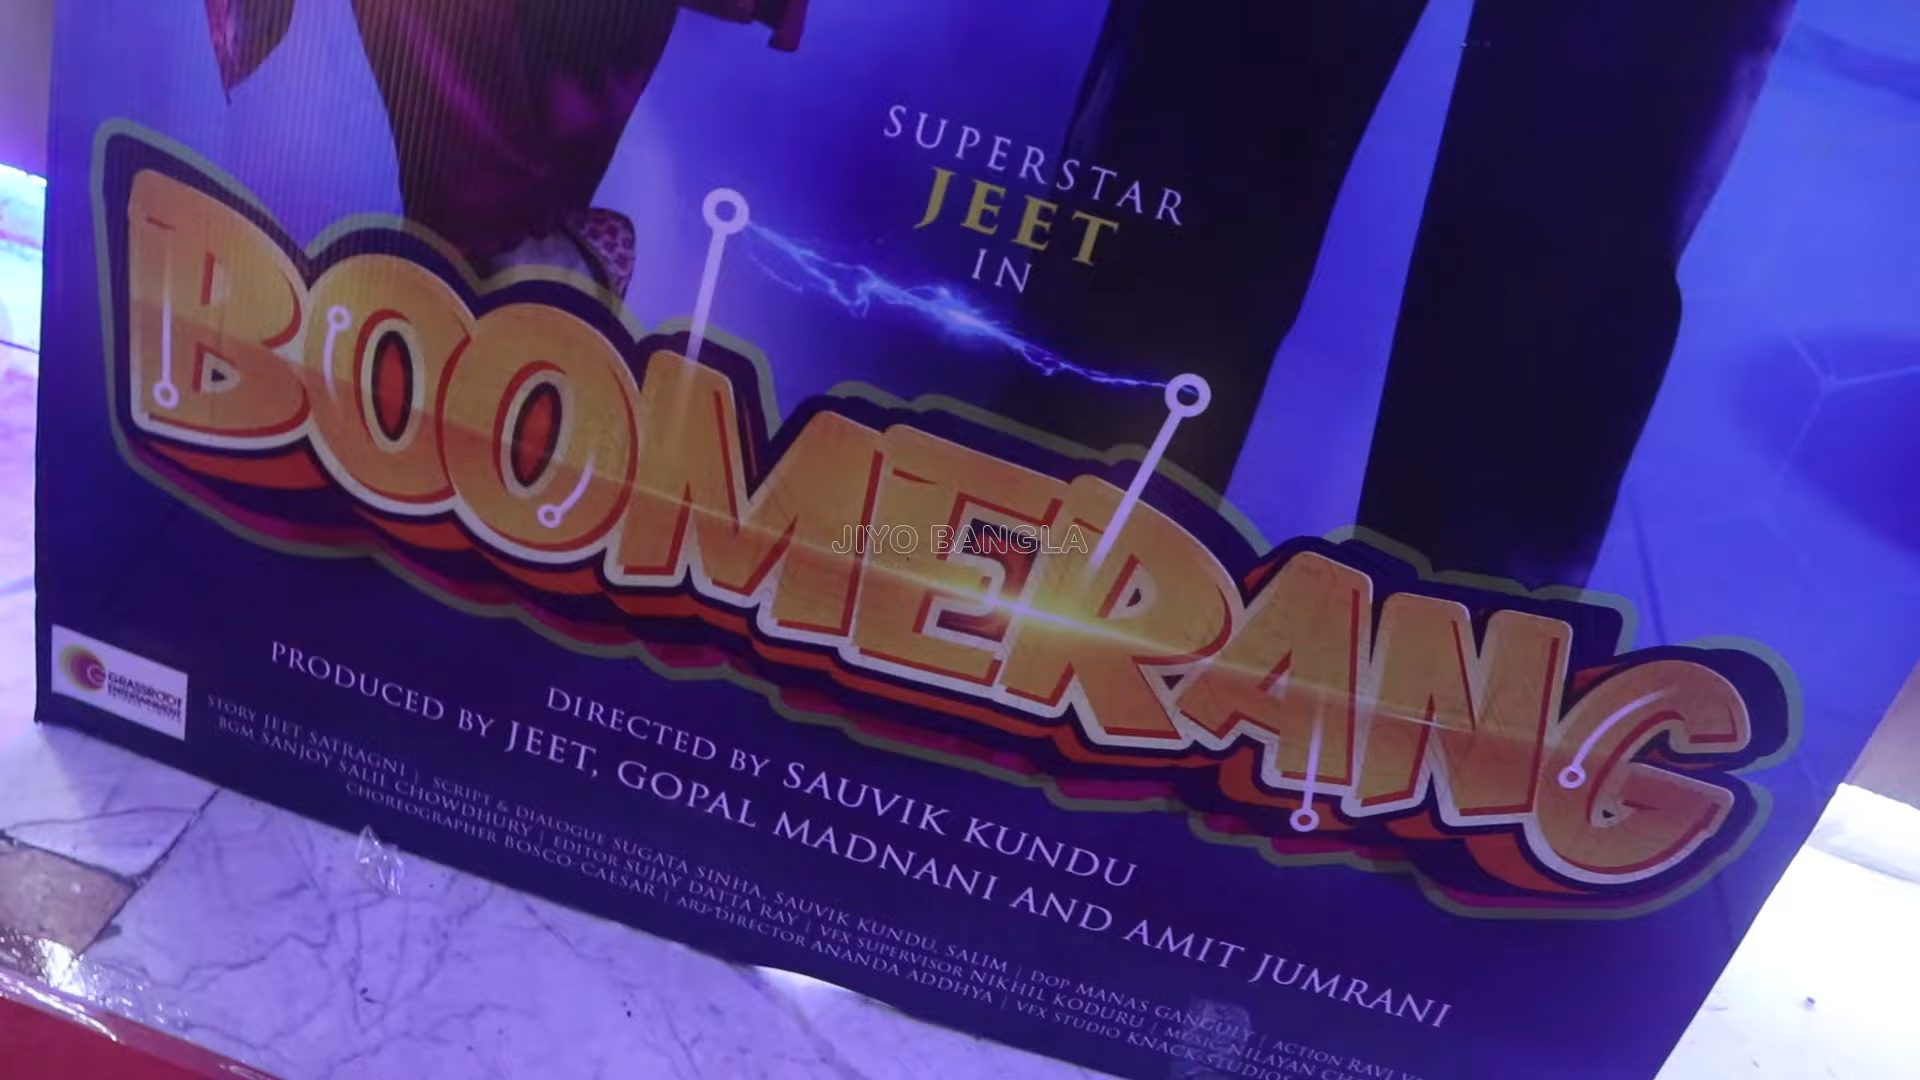 SUPERSTAR
JEET
IN
BOOMERANG
JIYO BANGLA
GRASSROOT
ENTERTAINMENT
DIRECTED BY SAUVIK KUNDU
PRODUCED BY JEET, GOPAL MADNANI AND AMIT JUMRANI
STORY JEET SATRAGNI | SCRIPT & DIALOGUE SUGATA SINHA, SAUVIK KUNDU, SALIM | DOP MANAS GANGULY | ACTION RAVI
BGM SANJOY SALIL CHOWDHURY | EDITOR SUJAY DATTA RAY | VFX SUPERVISOR NIKHIL KODURU | MUSIC NILAYAN
CHOREOGRAPHER BOSCO-CAESAR | ART DIRECTOR ANANDA ADDHYA | VFX STUDIO KNACK STUDIOS